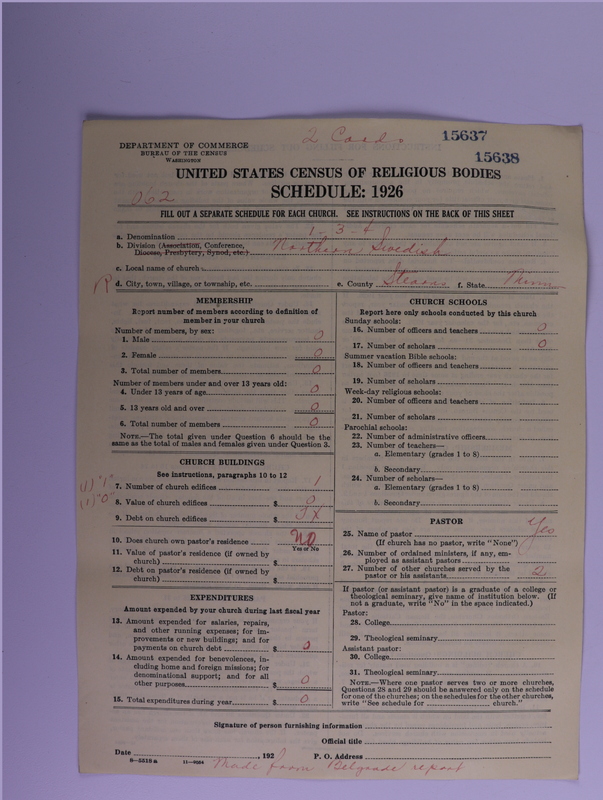 2 Cards
15637
15638
DEPARTMENT OF COMMERCE
BUREAU OF THE CENSUS
WASHINGTON
UNITED STATES CENSUS OF RELIGIOUS BODIES
SCHEDULE: 1926
062
FILL OUT A SEPARATE SCHEDULE FOR EACH CHURCH. SEE INSTRUCTIONS ON THE BACK OF THIS SHEET
a. Denomination 1-3-4
b. Division (Association, Conference, Diocese, Presbytery, Synod, etc.) Northern Swedish
c. Local name of church
d. City, town, village, or township, etc. e. County Stearns f. State Minn
MEMBERSHIP
Report number of members according to definition of member in your church
Number of members by sex:
1. Male 0
2. Female 0
3. Total number of members 0
Number of members under and over 13 years old:
4. Under 13 years of age 0
5. 13 years old and over 0
6. Total number of members 0
NOTE.—The total given under Question 6 should be the same as the total of males and females given under Question 3.
CHURCH BUILDINGS
See instructions, paragraphs 10 to 12
(1) "1"
(1) "0"
7. Number of church edifices 1
8. Value of church edifices $ 0
9. Debt on church edifices $ 0 X
10. Does church own pastor's residence No
Yes or No
11. Value of pastor's residence (if owned by church) $
12. Debt on pastor's residence (if owned by church) $
EXPENDITURES
Amount expended by your church during last fiscal year
13. Amount expended for salaries, repairs, and other running expenses; for improvements or new buildings; and for payments on church debt $ 0
14. Amount expended for benevolences, including home and foreign missions; for denominational support; and for all other purposes $ 0
15. Total expenditures during year $ 0
CHURCH SCHOOLS
Report here only schools conducted by this church
Sunday schools:
16. Number of officers and teachers 0
17. Number of scholars 0
Summer vacation Bible schools:
18. Number of officers and teachers
19. Number of scholars
Week-day religious schools:
20. Number of officers and teachers
21. Number of scholars
Parochial schools:
22. Number of administrative officers
23. Number of teachers—
a. Elementary (grades 1 to 8)
b. Secondary
24. Number of scholars—
a. Elementary (grades 1 to 8)
b. Secondary
PASTOR
25. Name of pastor Yes
(If church has no pastor, write "None")
26. Number of ordained ministers, if any, employed as assistant pastors
27. Number of other churches served by the pastor or his assistants 2
If pastor (or assistant pastor) is a graduate of a college or theological seminary, give name of institution below. (If not a graduate, write "No" in the space indicated.)
Pastor:
28. College
29. Theological seminary
Assistant pastor:
30. College
31. Theological seminary
NOTE.—Where one pastor serves two or more churches, Questions 28 and 29 should be answered only on the schedule for one of the churches; on the schedules for the other churches, write "See schedule for church."
Signature of person furnishing information
Official title
Date , 192 P. O. Address
8-5518a 11-9284
Made from Belgrade report